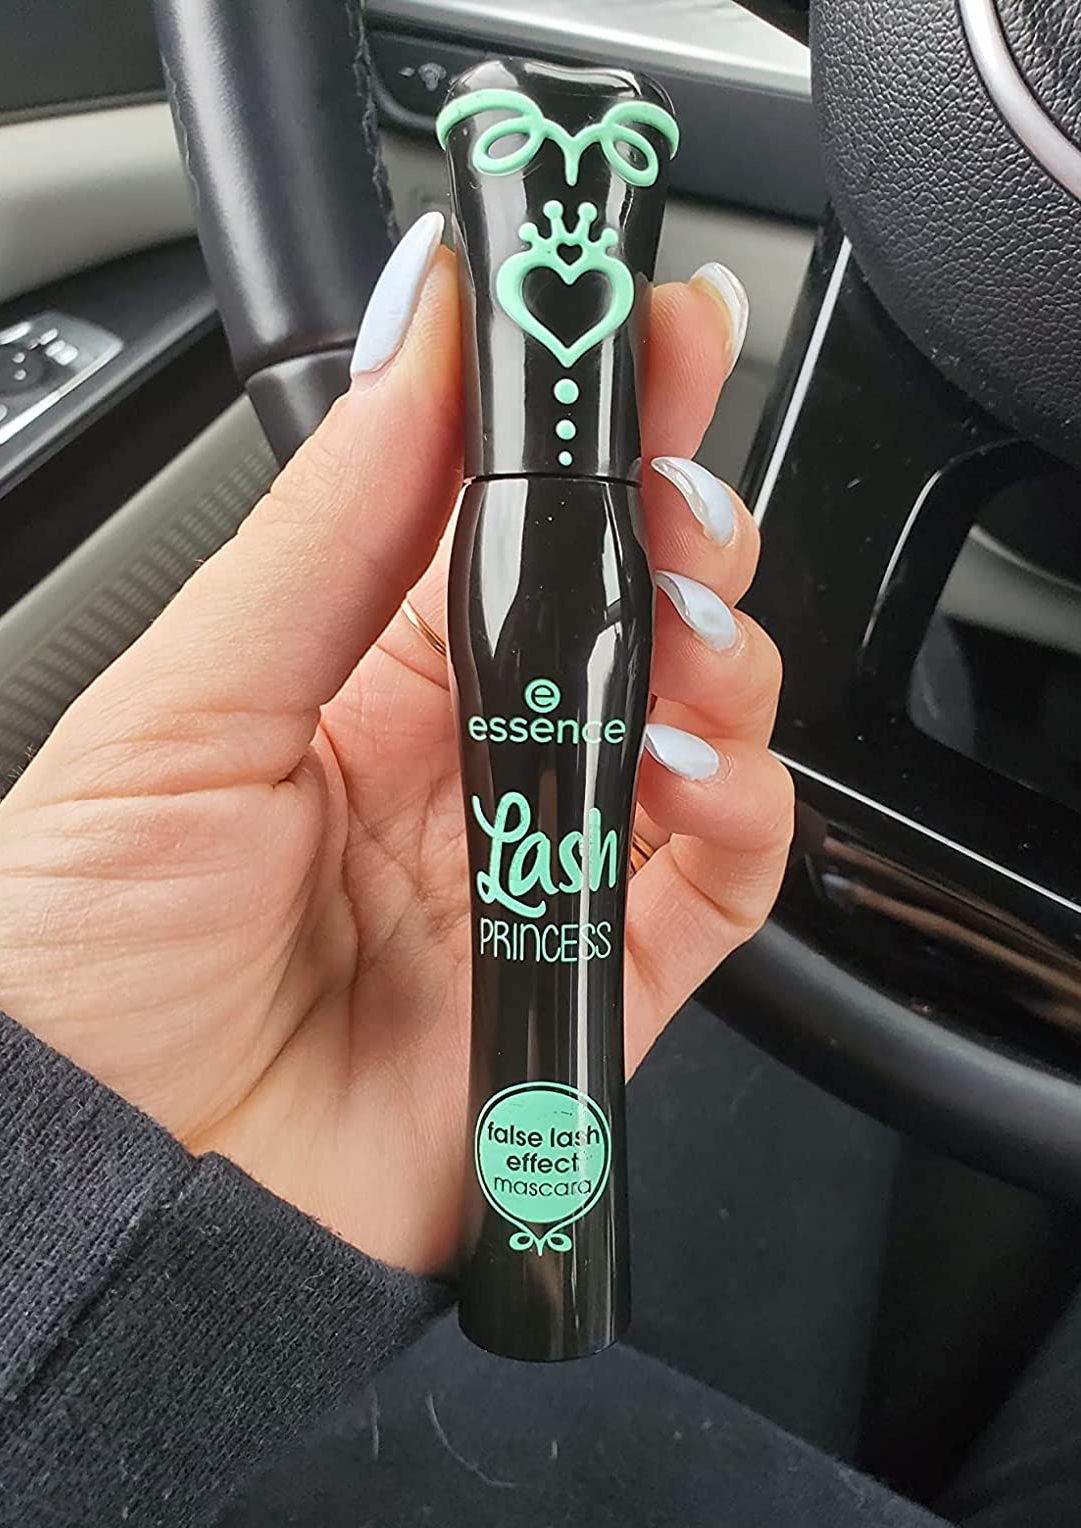 e
essence
Lash
PRINCESS
false lash
effect
mascara